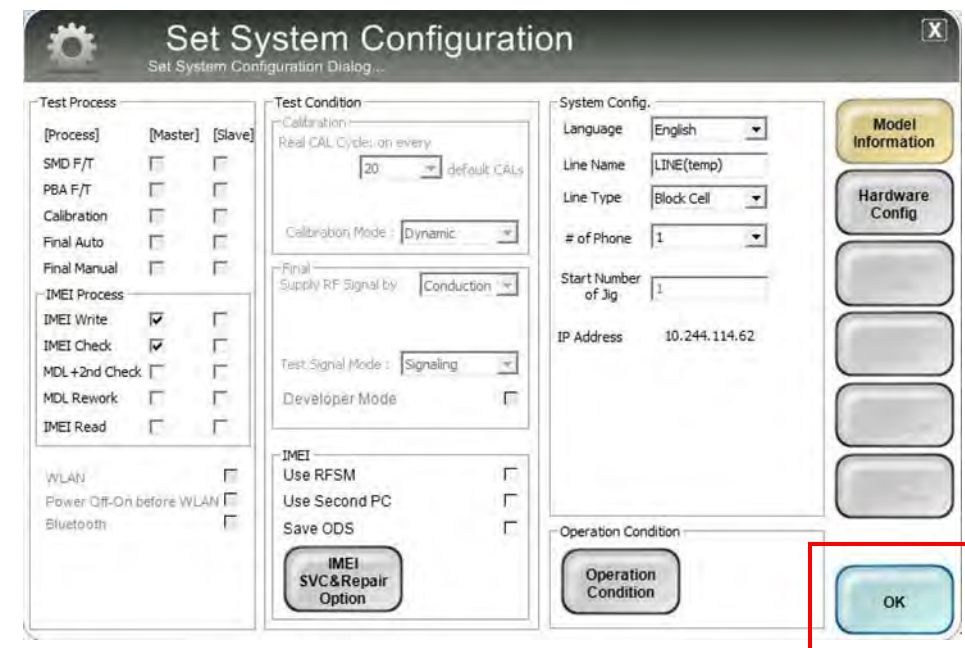 Set System Configuration
X
Set System Configuration Dialog...
Test Process
[Process] [Master] [Slave]
SMD F/T
PBA F/T
Calibration
Final Auto
Final Manual
IMEI Process
IMEI Write
IMEI Check
MDL+2nd Check
MDL Rework
IMEI Read
WLAN
Power Off-On before WLAN
Bluetooth
Test Condition
Calibration
Real CAL Cycle: on every
20 default CALs
Calibration Mode : Dynamic
Final
Supply RF Signal by Conduction
Test Signal Mode : Signaling
Developer Mode
IMEI
Use RFSM
Use Second PC
Save ODS
IMEI
SVC&Repair
Option
System Config.
Language English
Line Name LINE(temp)
Line Type Block Cell
# of Phone 1
Start Number
of Jig 1
IP Address 10.244.114.62
Operation Condition
Operation
Condition
Model
Information
Hardware
Config
OK